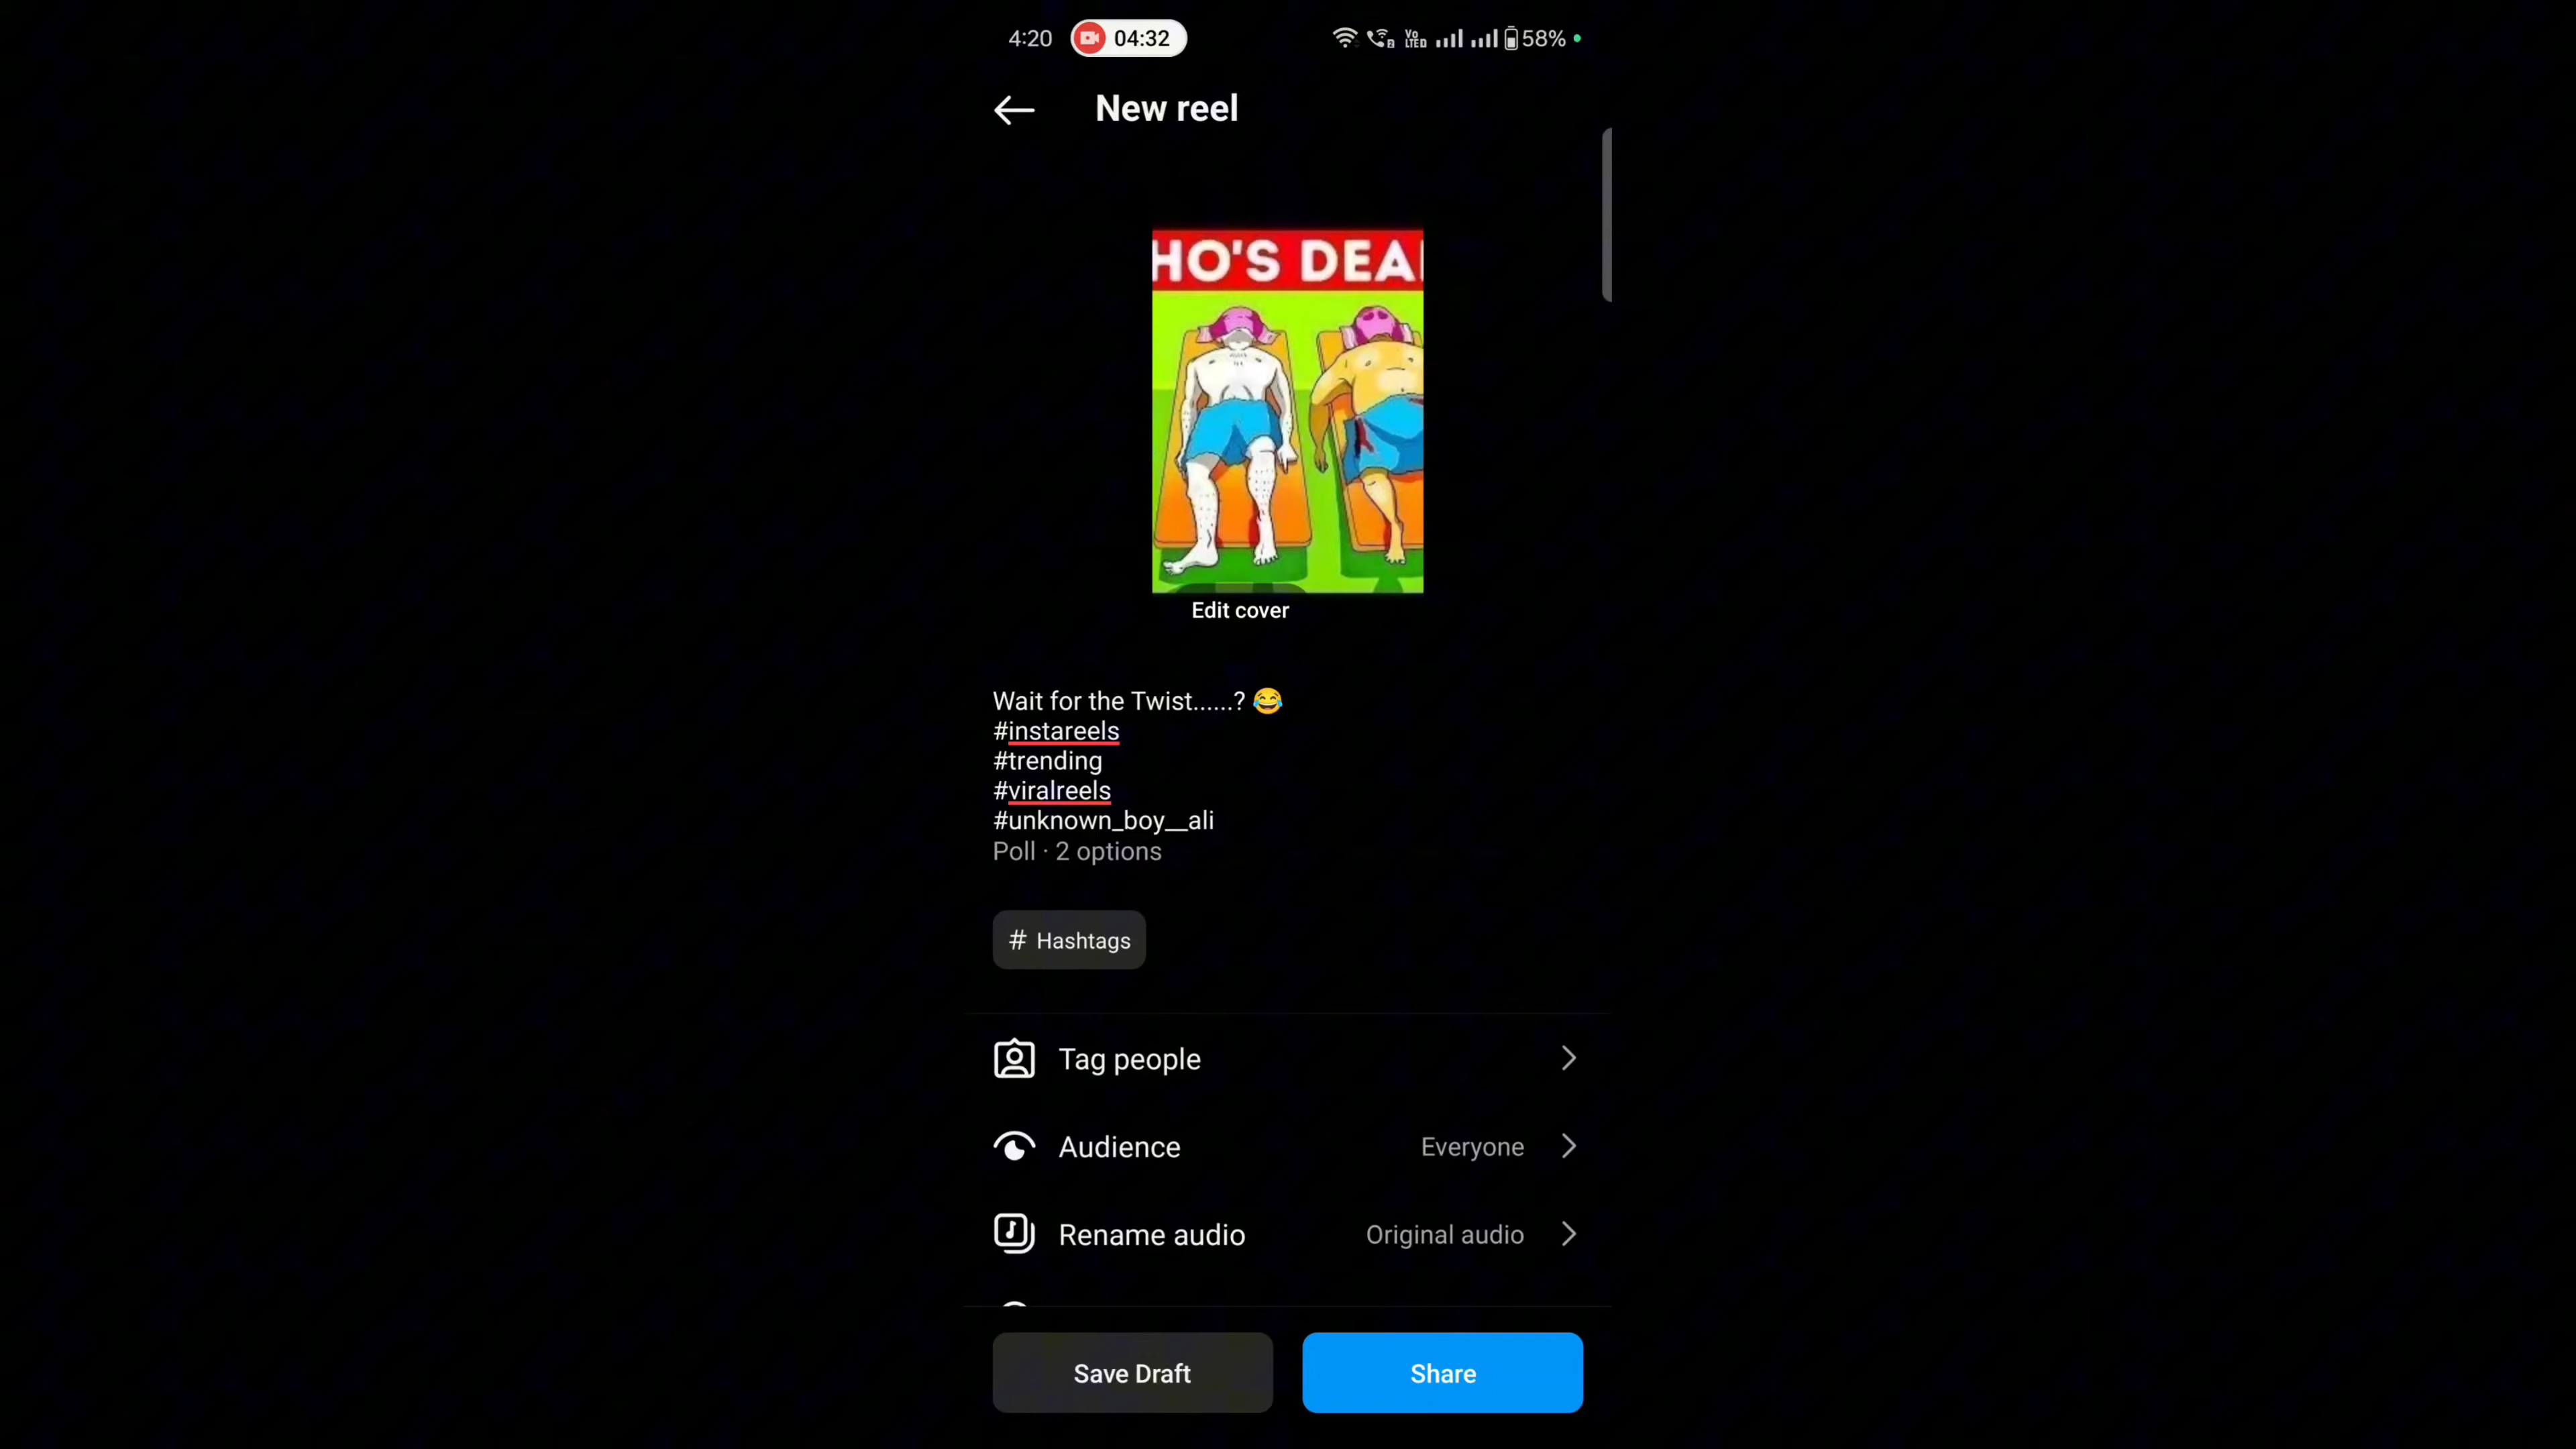 4:20 04:32 58%
New reel
HO'S DEA
Edit cover
Wait for the Twist......? 😂
#instareels
#trending
#viralreels
#unknown_boy__ali
Poll · 2 options
# Hashtags
Tag people
Audience Everyone
Rename audio Original audio
Save Draft Share